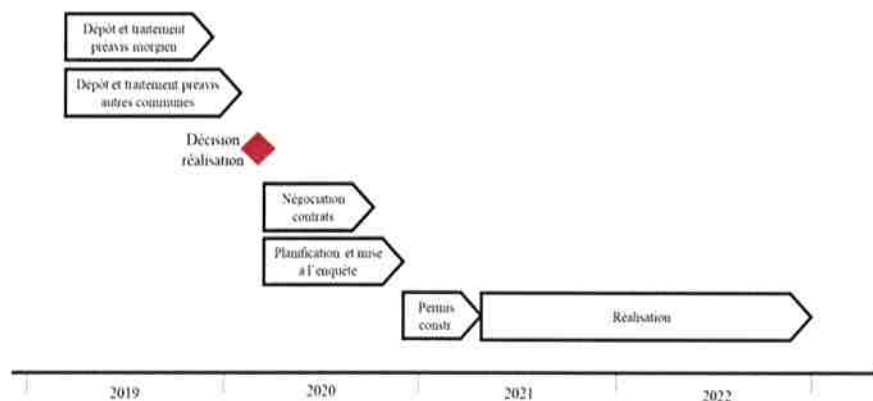 Dépôt et traitement
préavis morgien
Dépôt et traitement préavis
autres communes
Décision
réalisation
Négociation
contrats
Planification et mise
à l'enquête
Permis
constr
Réalisation
2019
2020
2021
2022